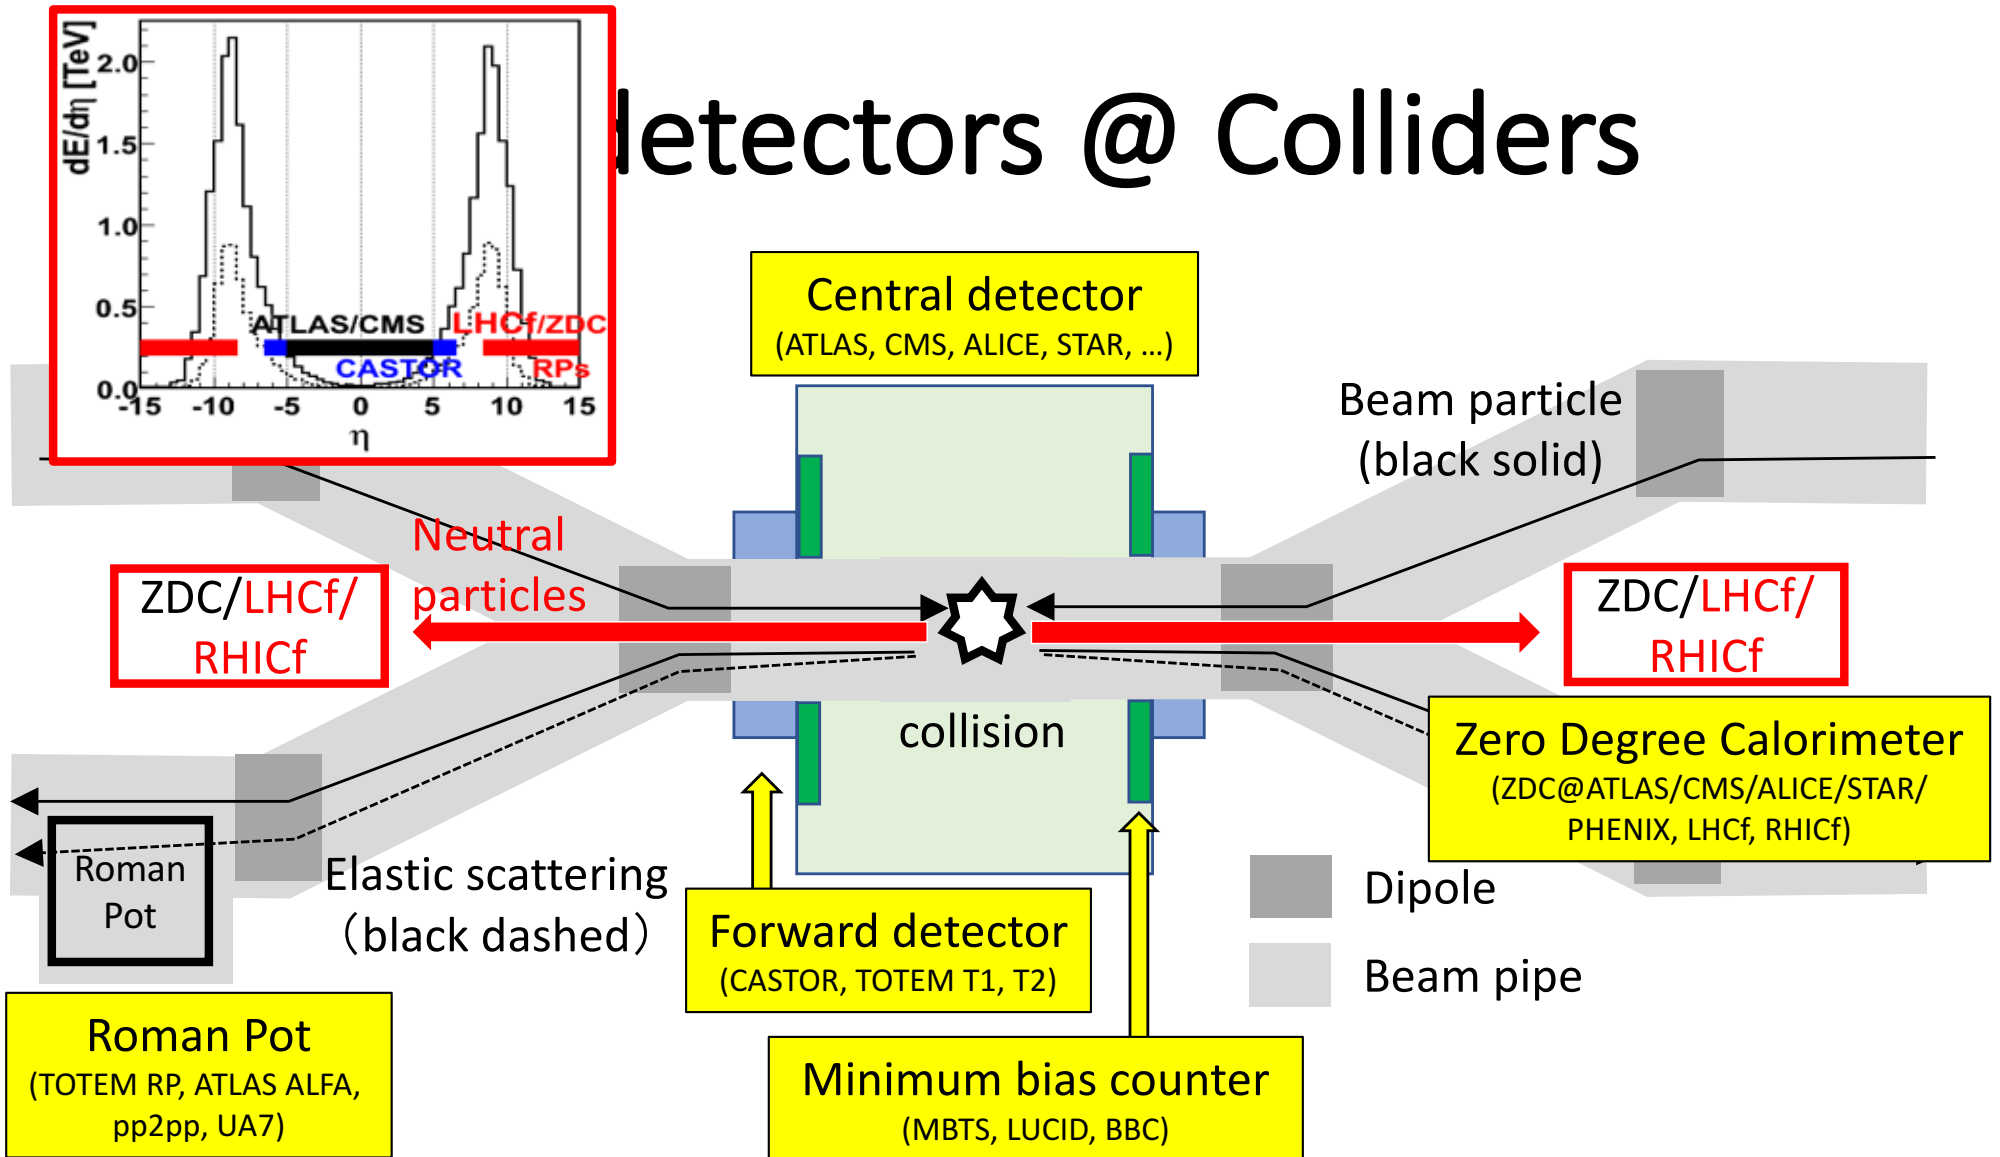 detectors @ Colliders
dE/dη [TeV]
2.0
1.5
1.0
0.5
0.0
ATLAS/CMS
LHCf/ZDC
CASTOR
RPs
-15 -10 -5 0 5 10 15
η
Central detector
(ATLAS, CMS, ALICE, STAR, ...)
Beam particle
(black solid)
Neutral
particles
ZDC/LHCf/
RHICf
ZDC/LHCf/
RHICf
collision
Zero Degree Calorimeter
(ZDC@ATLAS/CMS/ALICE/STAR/
PHENIX, LHCf, RHICf)
Roman
Pot
Elastic scattering
（black dashed）
Dipole
Forward detector
(CASTOR, TOTEM T1, T2)
Beam pipe
Roman Pot
(TOTEM RP, ATLAS ALFA,
pp2pp, UA7)
Minimum bias counter
(MBTS, LUCID, BBC)